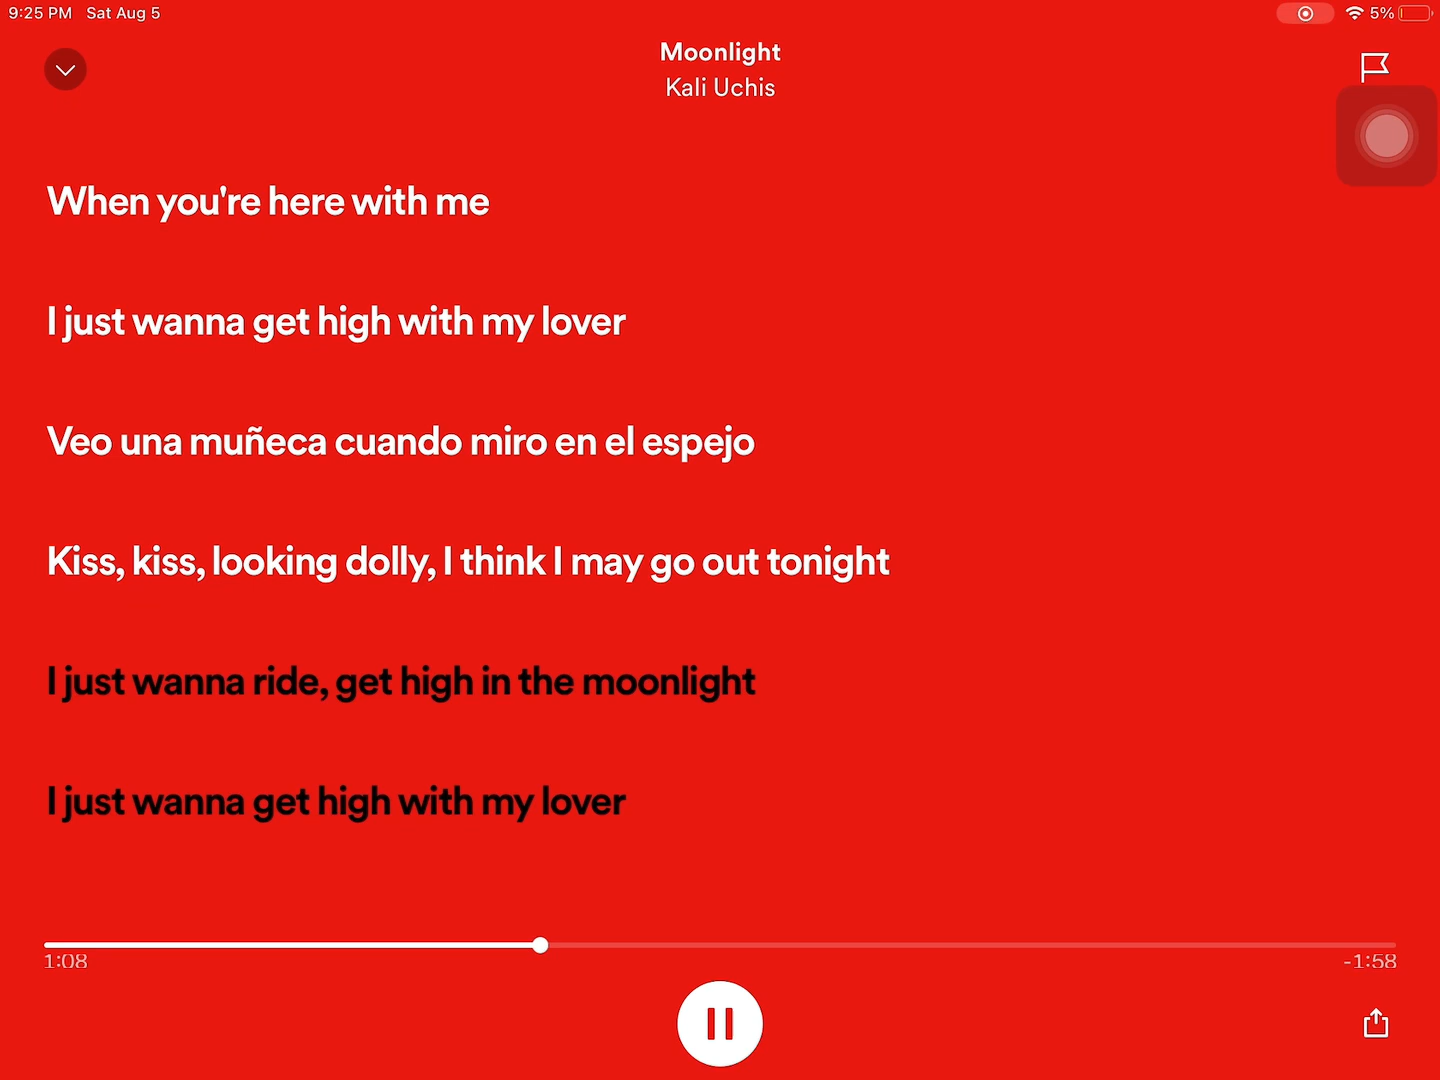 9:25 PM Sat Aug 5 5%
Moonlight
Kali Uchis
When you're here with me
I just wanna get high with my lover
Veo una muñeca cuando miro en el espejo
Kiss, kiss, looking dolly, I think I may go out tonight
I just wanna ride, get high in the moonlight
I just wanna get high with my lover
1:08 -1:58